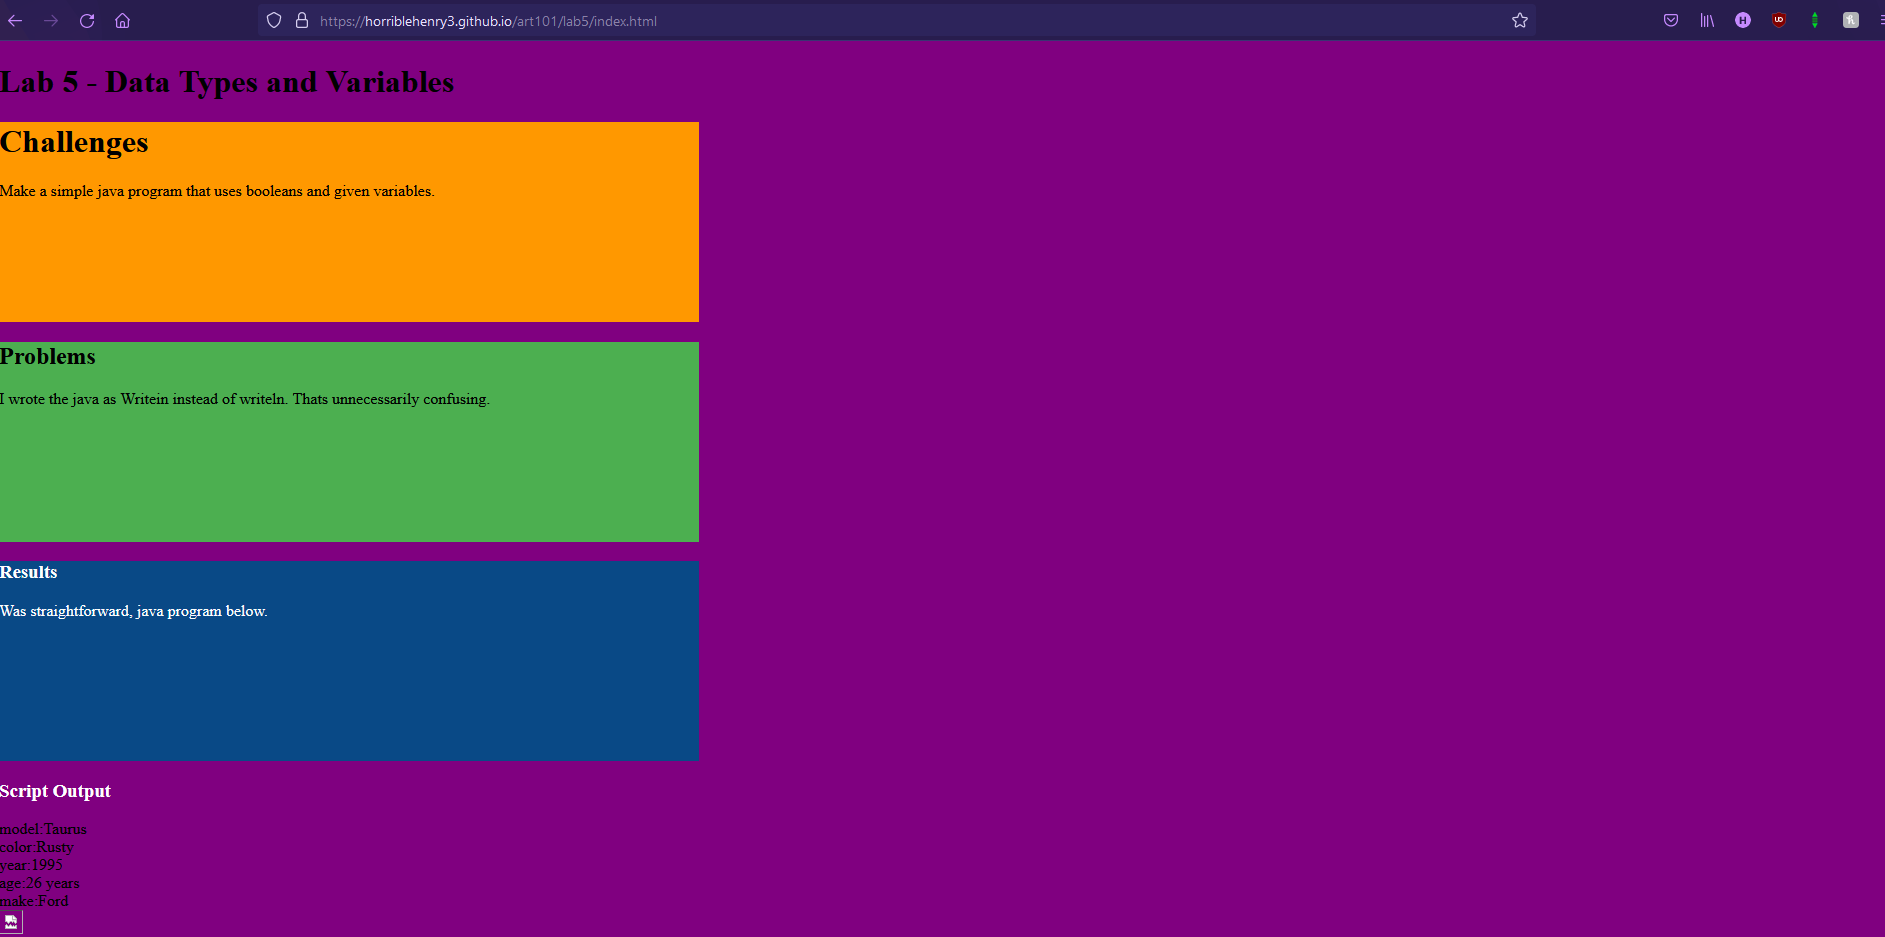 https://horriblehenry3.github.io/art101/lab5/index.html
H
Lab 5 - Data Types and Variables
Challenges
Make a simple java program that uses booleans and given variables.
Problems
I wrote the java as Writein instead of writeln. Thats unnecessarily confusing.
Results
Was straightforward, java program below.
Script Output
model:Taurus
color:Rusty
year:1995
age:26 years
make:Ford